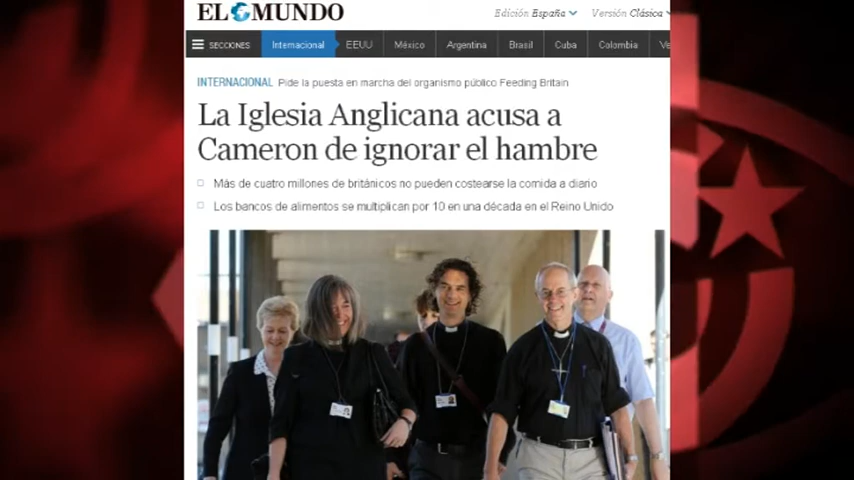 EL MUNDO
Edición España
Versión Clásica
SECCIONES Internacional EEUU México Argentina Brasil Cuba Colombia
INTERNACIONAL Pide la puesta en marcha del organismo público Feeding Britain
La Iglesia Anglicana acusa a
Cameron de ignorar el hambre
Más de cuatro millones de británicos no pueden costearse la comida a diario
Los bancos de alimentos se multiplican por 10 en una década en el Reino Unido